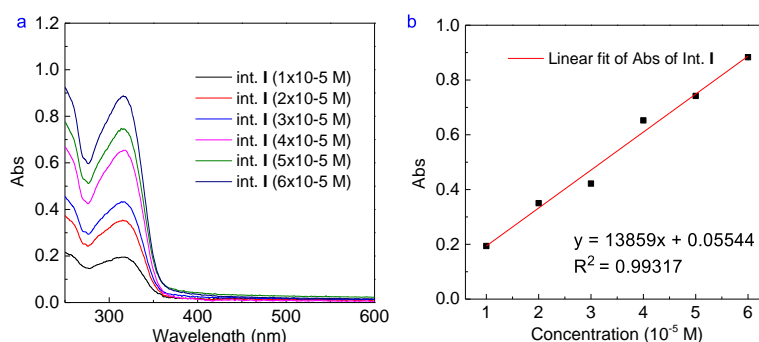 a
1.2
1.0
0.8
0.6
0.4
0.2
0.0
Abs
300
400
500
600
Wavelength (nm)
int. I (1x10-5 M)
int. I (2x10-5 M)
int. I (3x10-5 M)
int. I (4x10-5 M)
int. I (5x10-5 M)
int. I (6x10-5 M)
b
1.0
0.8
0.6
0.4
0.2
0.0
Abs
1
2
3
4
5
6
Concentration (10⁻⁵ M)
Linear fit of Abs of Int. I
y = 13859x + 0.05544
R² = 0.99317